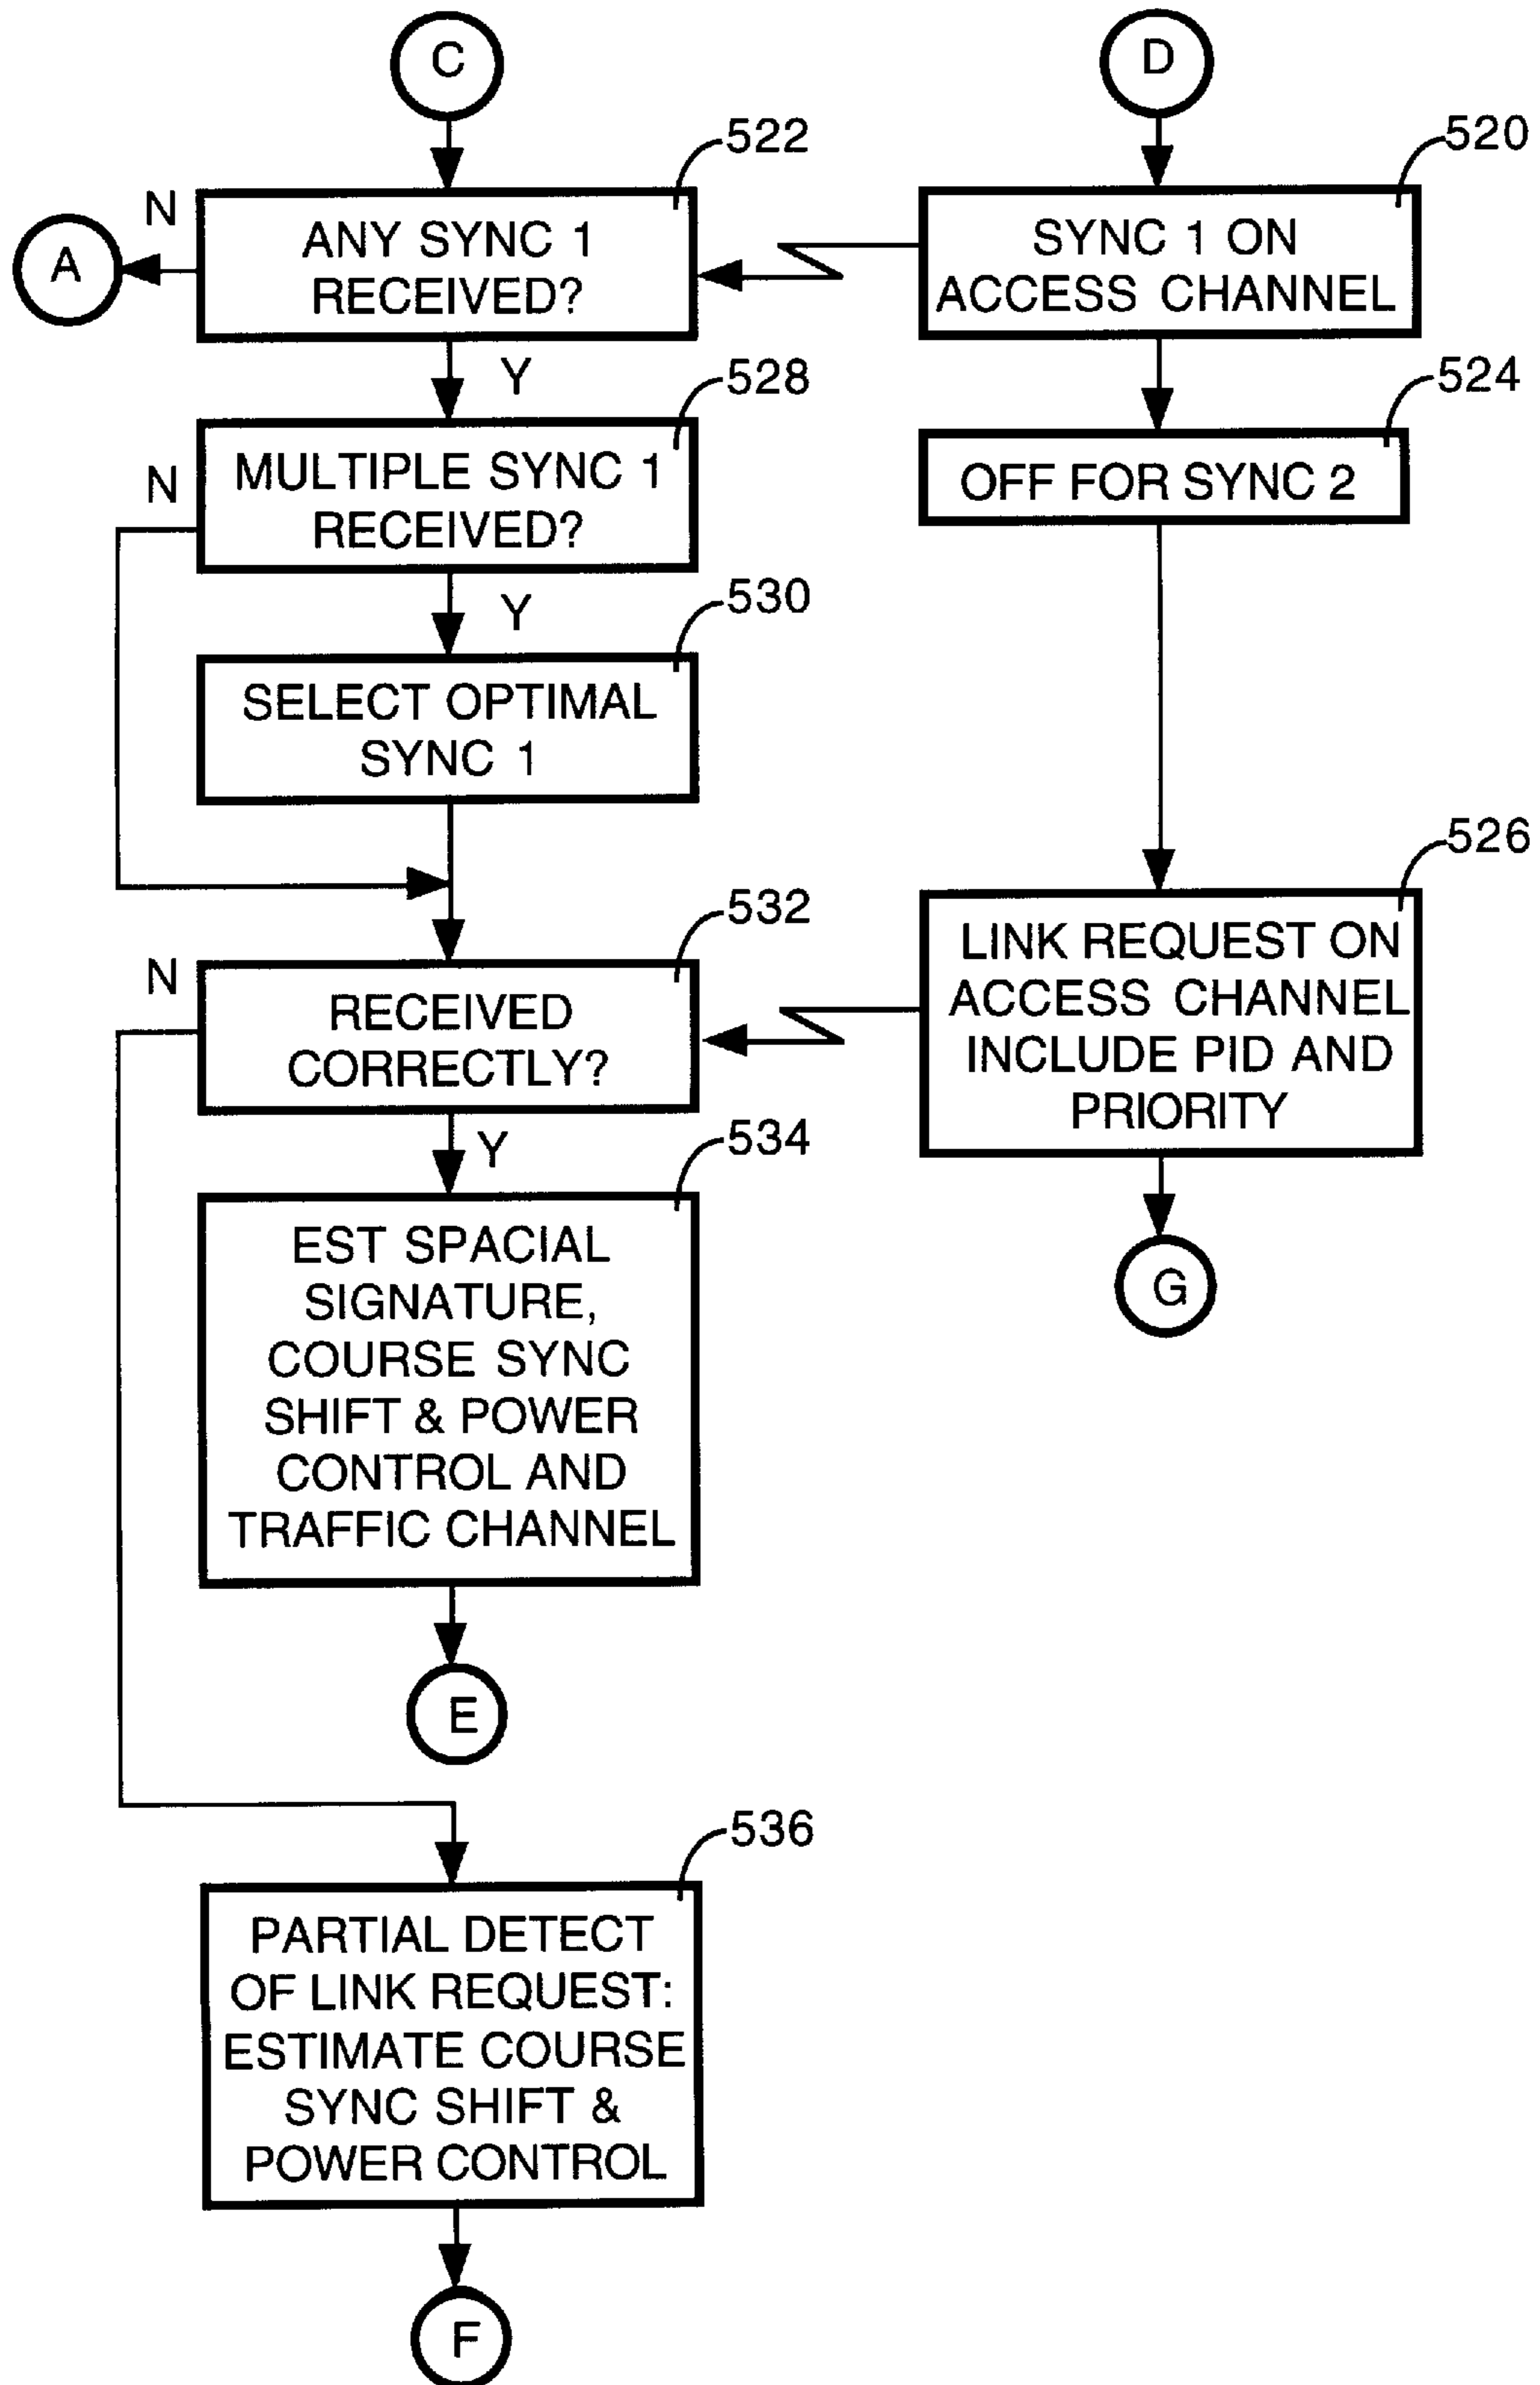 C
D
522
520
N
A
ANY SYNC 1
RECEIVED?
SYNC 1 ON
ACCESS CHANNEL
Y
528
524
N
MULTIPLE SYNC 1
RECEIVED?
OFF FOR SYNC 2
Y
530
SELECT OPTIMAL
SYNC 1
526
532
N
RECEIVED
CORRECTLY?
LINK REQUEST ON
ACCESS CHANNEL
INCLUDE PID AND
PRIORITY
Y
534
EST SPACIAL
SIGNATURE,
COURSE SYNC
SHIFT & POWER
CONTROL AND
TRAFFIC CHANNEL
G
E
536
PARTIAL DETECT
OF LINK REQUEST:
ESTIMATE COURSE
SYNC SHIFT &
POWER CONTROL
F